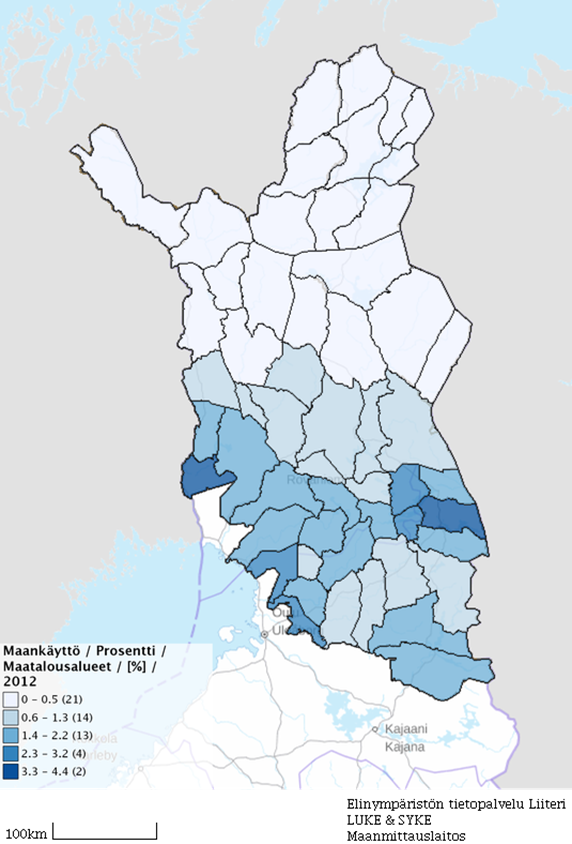 Maankäyttö / Prosentti /
Maatalousalueet / [%] /
2012
0 – 0.5 (21)
0.6 – 1.3 (14)
1.4 – 2.2 (13)
2.3 – 3.2 (4)
3.3 – 4.4 (2)
Kajaani
Kajana
100km
Elinympäristön tietopalvelu Liiteri
LUKE & SYKE
Maanmittauslaitos